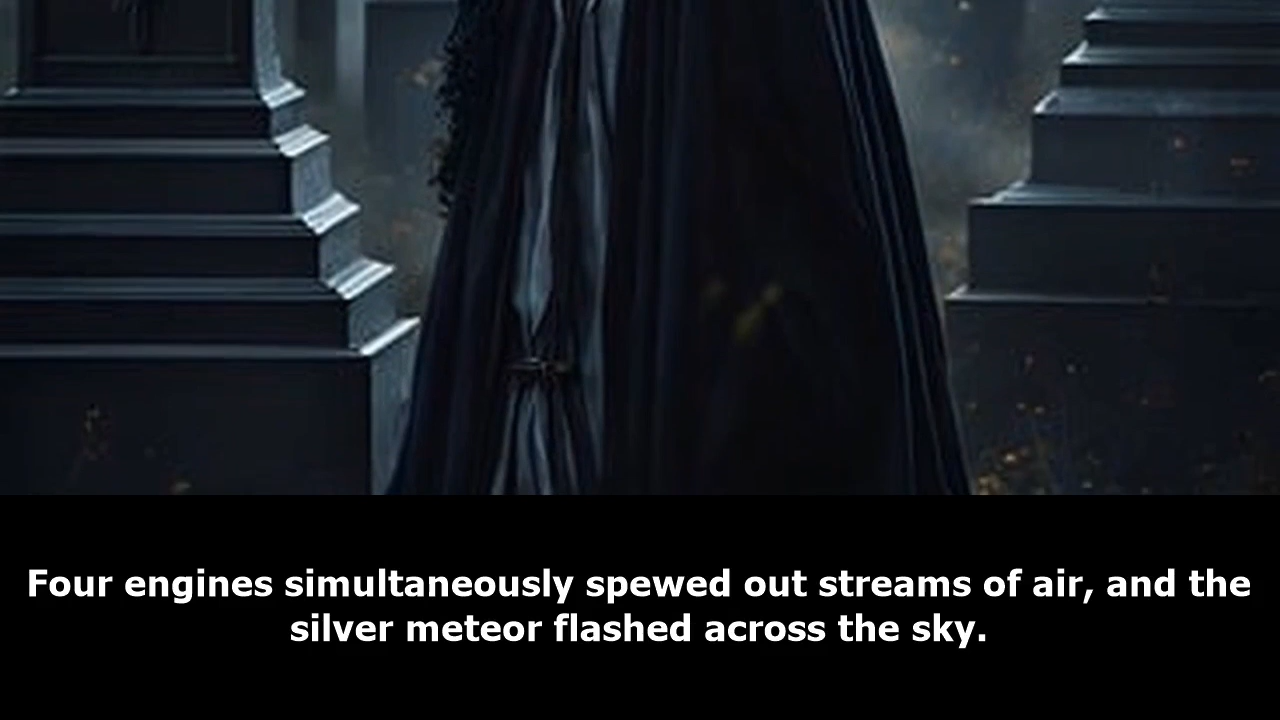 Four engines simultaneously spewed out streams of air, and the
silver meteor flashed across the sky.